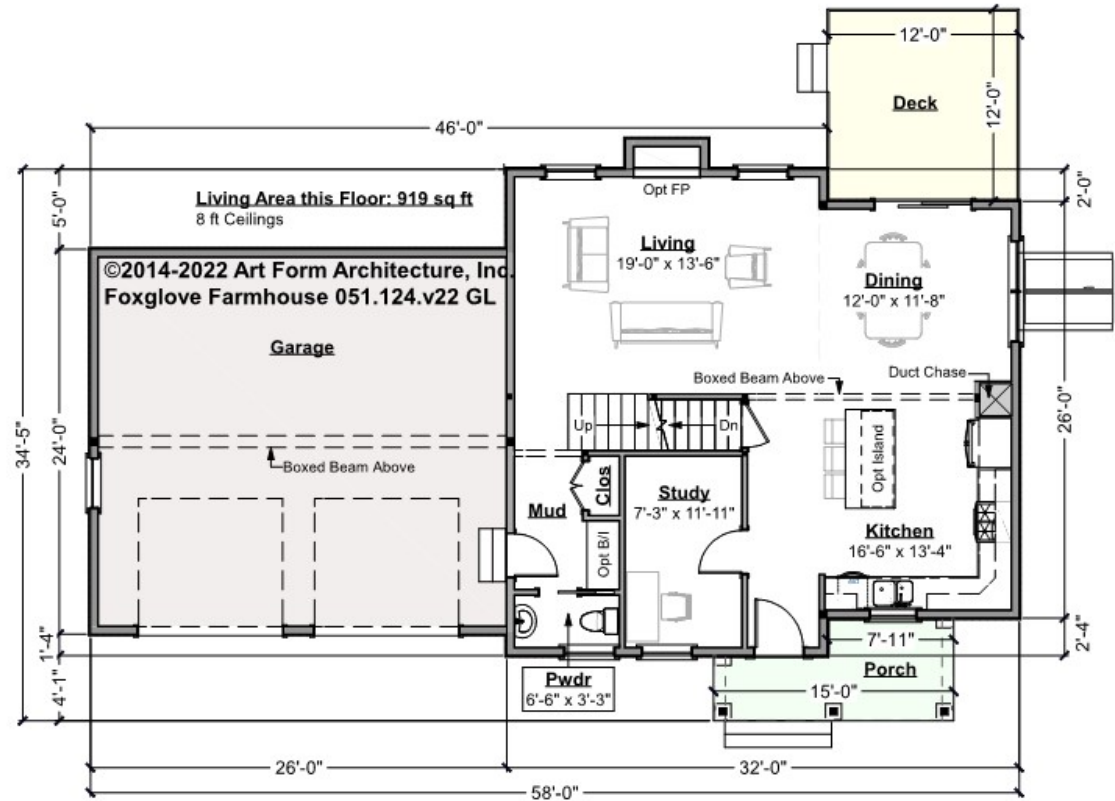 12'-0"
Deck
12'-0"
46'-0"
Opt FP
2'-0"
5'-0"
Living Area this Floor: 919 sq ft
8 ft Ceilings
©2014-2022 Art Form Architecture, Inc.
Foxglove Farmhouse 051.124.v22 GL
Living
19'-0" x 13'-6"
Dining
12'-0" x 11'-8"
Garage
Boxed Beam Above
Duct Chase
26'-0"
34'-5"
24'-0"
Up
Dn
Opt Island
Boxed Beam Above
Clos
Mud
Study
7'-3" x 11'-11"
Opt B/I
Kitchen
16'-6" x 13'-4"
1'-4"
4'-1"
2'-4"
7'-11"
Porch
15'-0"
Pwdr
6'-6" x 3'-3"
26'-0"
32'-0"
58'-0"